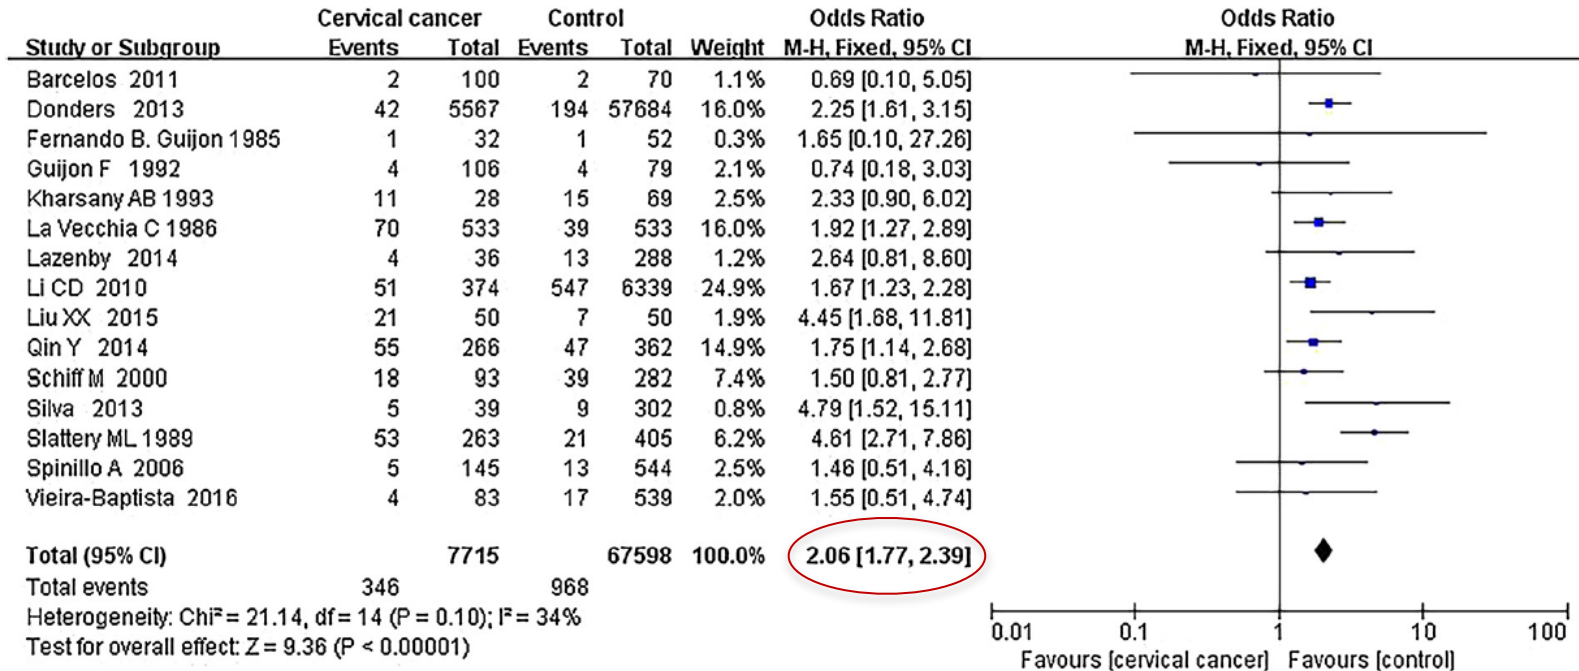 Cervical cancer Control Odds Ratio Odds Ratio
Study or Subgroup Events Total Events Total Weight M-H, Fixed, 95% CI M-H, Fixed, 95% CI
Barcelos 2011 2 100 2 70 1.1% 0.69 [0.10, 5.05]
Donders 2013 42 5567 194 57684 16.0% 2.25 [1.61, 3.15]
Fernando B. Guijon 1985 1 32 1 52 0.3% 1.65 [0.10, 27.26]
Guijon F 1992 4 106 4 79 2.1% 0.74 [0.18, 3.03]
Kharsany AB 1993 11 28 15 69 2.5% 2.33 [0.90, 6.02]
La Vecchia C 1986 70 533 39 533 16.0% 1.92 [1.27, 2.89]
Lazenby 2014 4 36 13 288 1.2% 2.64 [0.81, 8.60]
Li CD 2010 51 374 547 6339 24.9% 1.67 [1.23, 2.28]
Liu XX 2015 21 50 7 50 1.9% 4.45 [1.68, 11.81]
Qin Y 2014 55 266 47 362 14.9% 1.75 [1.14, 2.68]
Schiff M 2000 18 93 39 282 7.4% 1.50 [0.81, 2.77]
Silva 2013 5 39 9 302 0.8% 4.79 [1.52, 15.11]
Slattery ML 1989 53 263 21 405 6.2% 4.61 [2.71, 7.86]
Spinillo A 2006 5 145 13 544 2.5% 1.46 [0.51, 4.16]
Vieira-Baptista 2016 4 83 17 539 2.0% 1.55 [0.51, 4.74]
Total (95% CI) 7715 67598 100.0% 2.06 [1.77, 2.39]
Total events 346 968
Heterogeneity: Chi² = 21.14, df = 14 (P = 0.10); I² = 34%
Test for overall effect: Z = 9.36 (P < 0.00001)
0.01 0.1 1 10 100
Favours [cervical cancer] Favours [control]